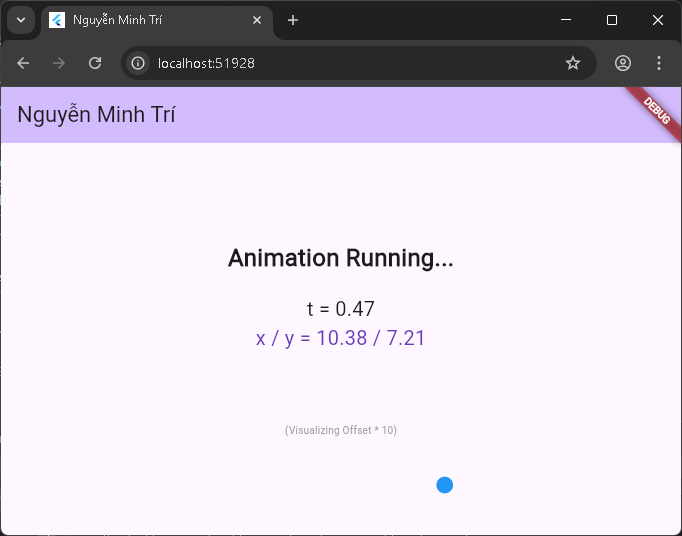 Nguyễn Minh Trí
localhost:51928
Nguyễn Minh Trí
DEBUG
Animation Running...
t = 0.47
x / y = 10.38 / 7.21
(Visualizing Offset * 10)